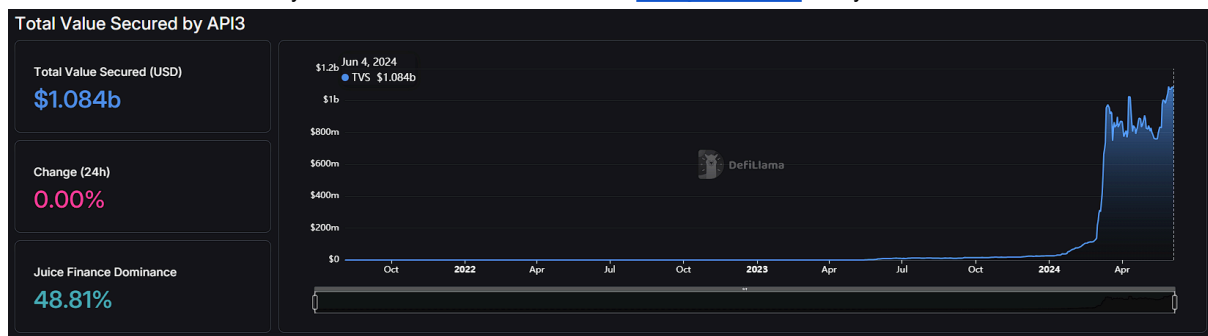 Total Value Secured by API3
Total Value Secured (USD)
$1.084b
Change (24h)
0.00%
Juice Finance Dominance
48.81%
Jun 4, 2024
TVS $1.084b
$1.2b
$1b
$800m
$600m
$400m
$200m
$0
DefiLlama
Oct 2022 Apr Jul Oct 2023 Apr Jul Oct 2024 Apr